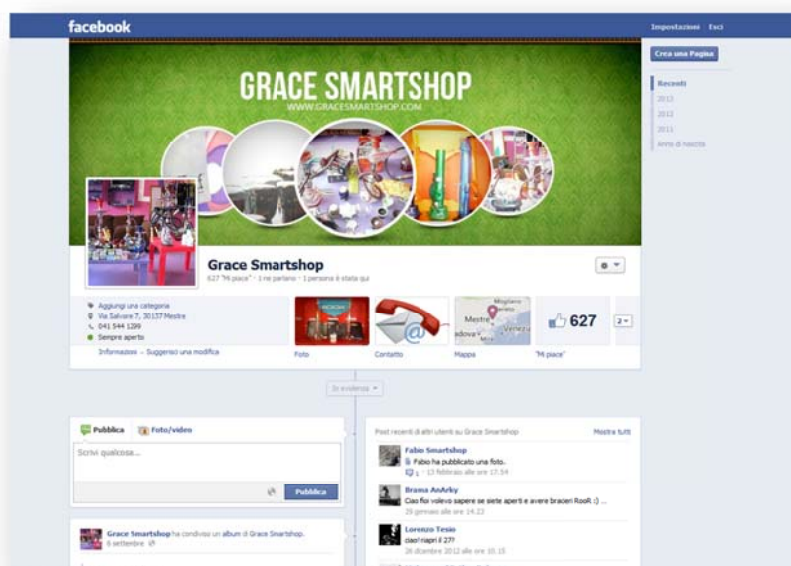 facebook
Impostazioni Esci
GRACE SMARTSHOP
WWW.GRACESMARTSHOP.COM
Crea una Pagina
Recenti
2013
2012
2011
Anno di nascita
Grace Smartshop
627 "Mi piace" · 1 ne parlano · 1 persona è stata qui
Aggiungi una categoria
Via Salvore 7, 30137 Mestre
041 544 1299
Sempre aperto
Informazioni – Suggerisci una modifica
Mogliano
Mestre
Venezi
627
2
Foto
Contatto
Mappa
"Mi piace"
In evidenza
Pubblica
Foto/video
Scrivi qualcosa...
Pubblica
Grace Smartshop ha condiviso un album di Grace Smartshop.
6 settembre
Post recenti di altri utenti su Grace Smartshop
Mostra tutti
Fabio Smartshop
Fabio ha pubblicato una foto.
1 · 13 febbraio alle ore 17.54
Brama AnArky
Ciao fioi volevo sapere se siete aperti e avere bracieri RooR :) ...
25 gennaio alle ore 14.23
Lorenzo Tesio
ciao! riapri il 27?
26 dicembre 2012 alle ore 10.15